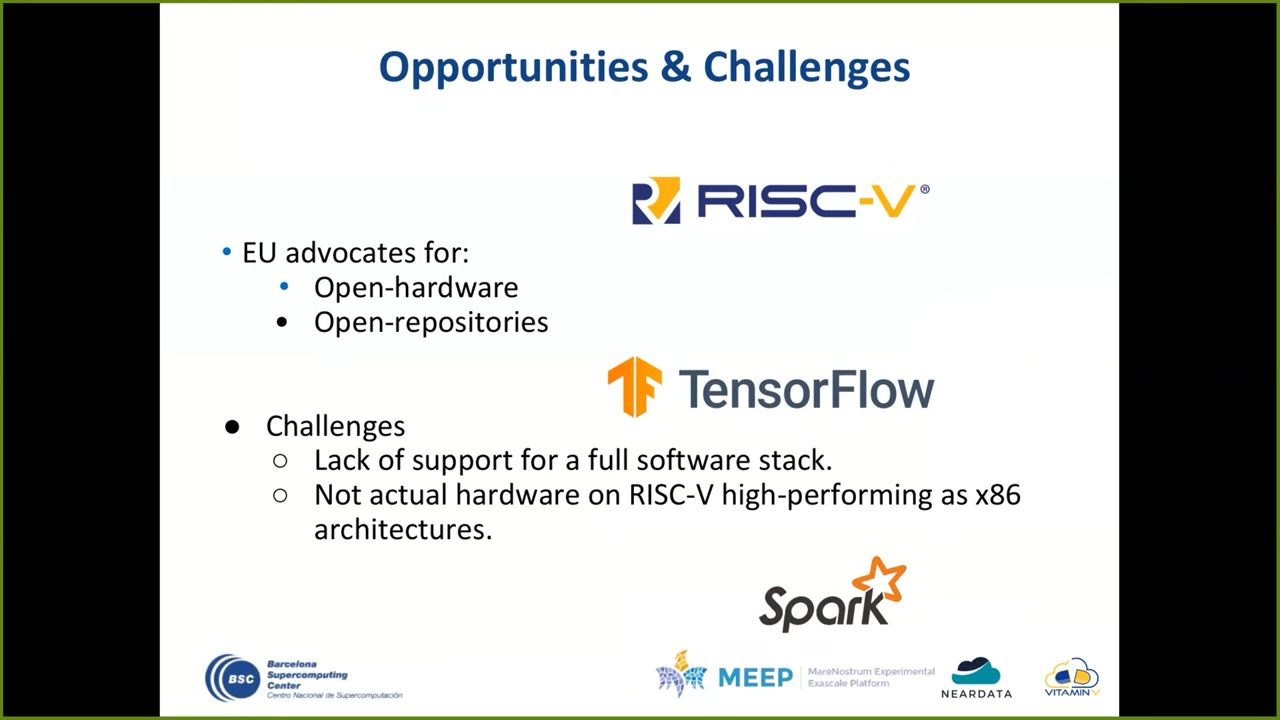 Opportunities & Challenges
RISC-V®
• EU advocates for:
• Open-hardware
• Open-repositories
TensorFlow
● Challenges
○ Lack of support for a full software stack.
○ Not actual hardware on RISC-V high-performing as x86
architectures.
Spark
BSC
Barcelona
Supercomputing
Center
Centro Nacional de Supercomputación
MEEP
MareNostrum Experimental
Exascale Platform
NEARDATA
VITAMIN V